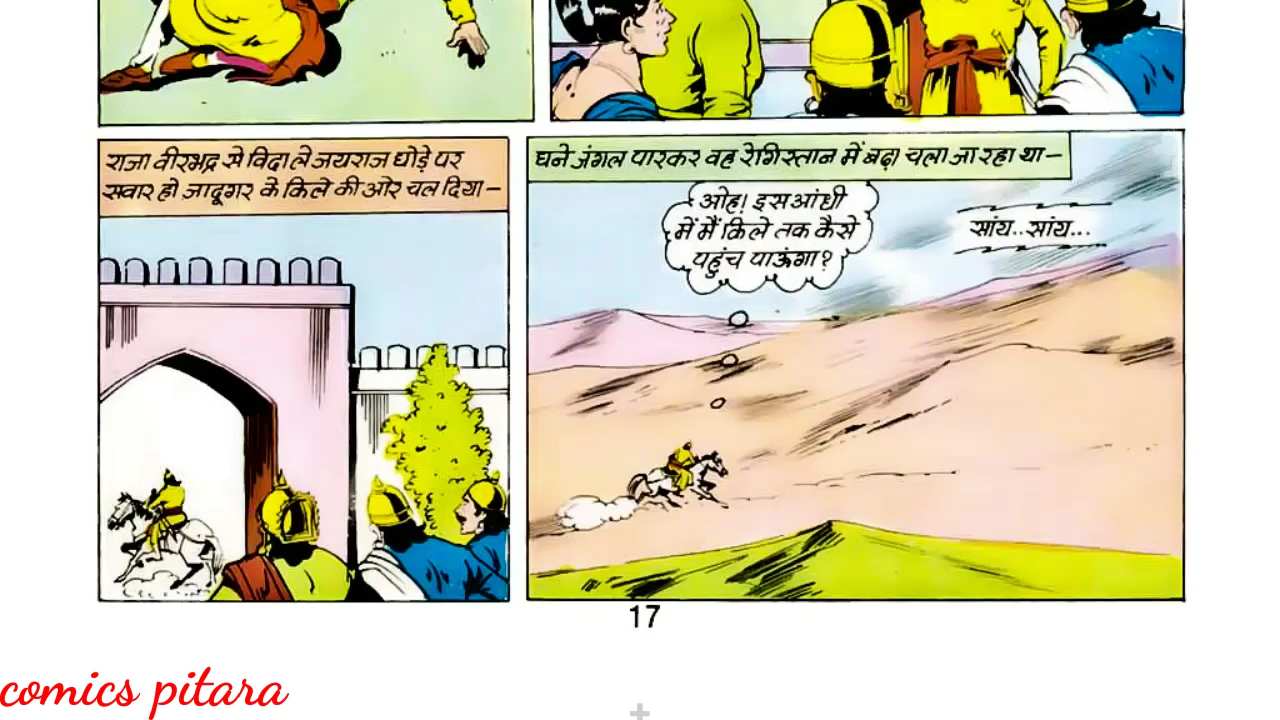 राजा वीरभद्र से विदा ले जयराज घोड़े पर
सवार हो जादूगर के किले की ओर चल दिया—
घने जंगल पारकर वह रेगिस्तान में बढ़ा चला जा रहा था—
ओह! इस आंधी
में मैं किले तक कैसे
पहुंच पाऊंगा?
सांय..सांय...
17
comics pitara